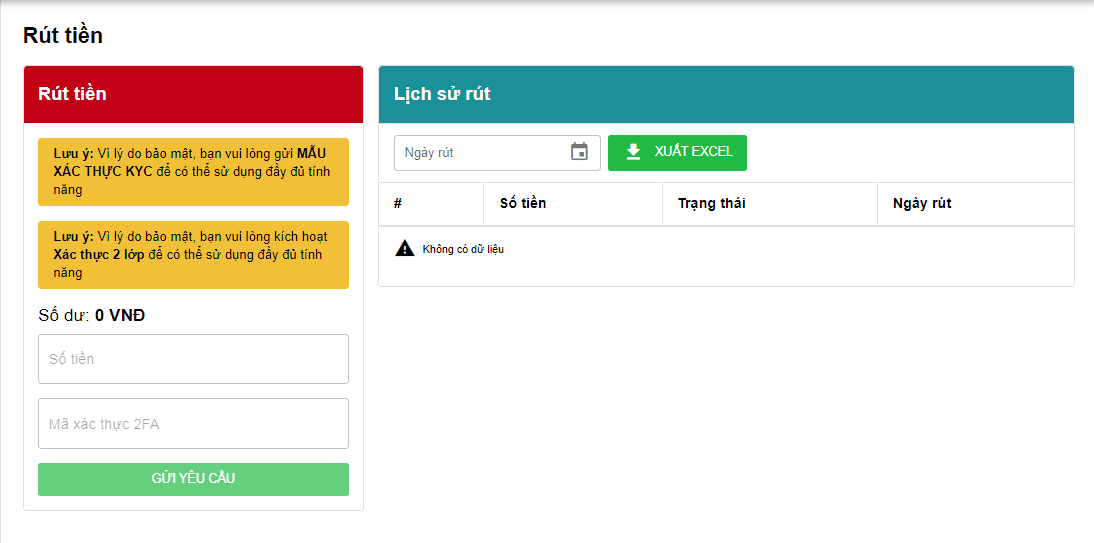 Rút tiền
Rút tiền
Lưu ý: Vì lý do bảo mật, bạn vui lòng gửi MẪU
XÁC THỰC KYC để có thể sử dụng đầy đủ tính
năng
Lưu ý: Vì lý do bảo mật, bạn vui lòng kích hoạt
Xác thực 2 lớp để có thể sử dụng đầy đủ tính
năng
Số dư: 0 VNĐ
Số tiền
Mã xác thực 2FA
GỬI YÊU CẦU
Lịch sử rút
Ngày rút
XUẤT EXCEL
# Số tiền Trạng thái Ngày rút
Không có dữ liệu